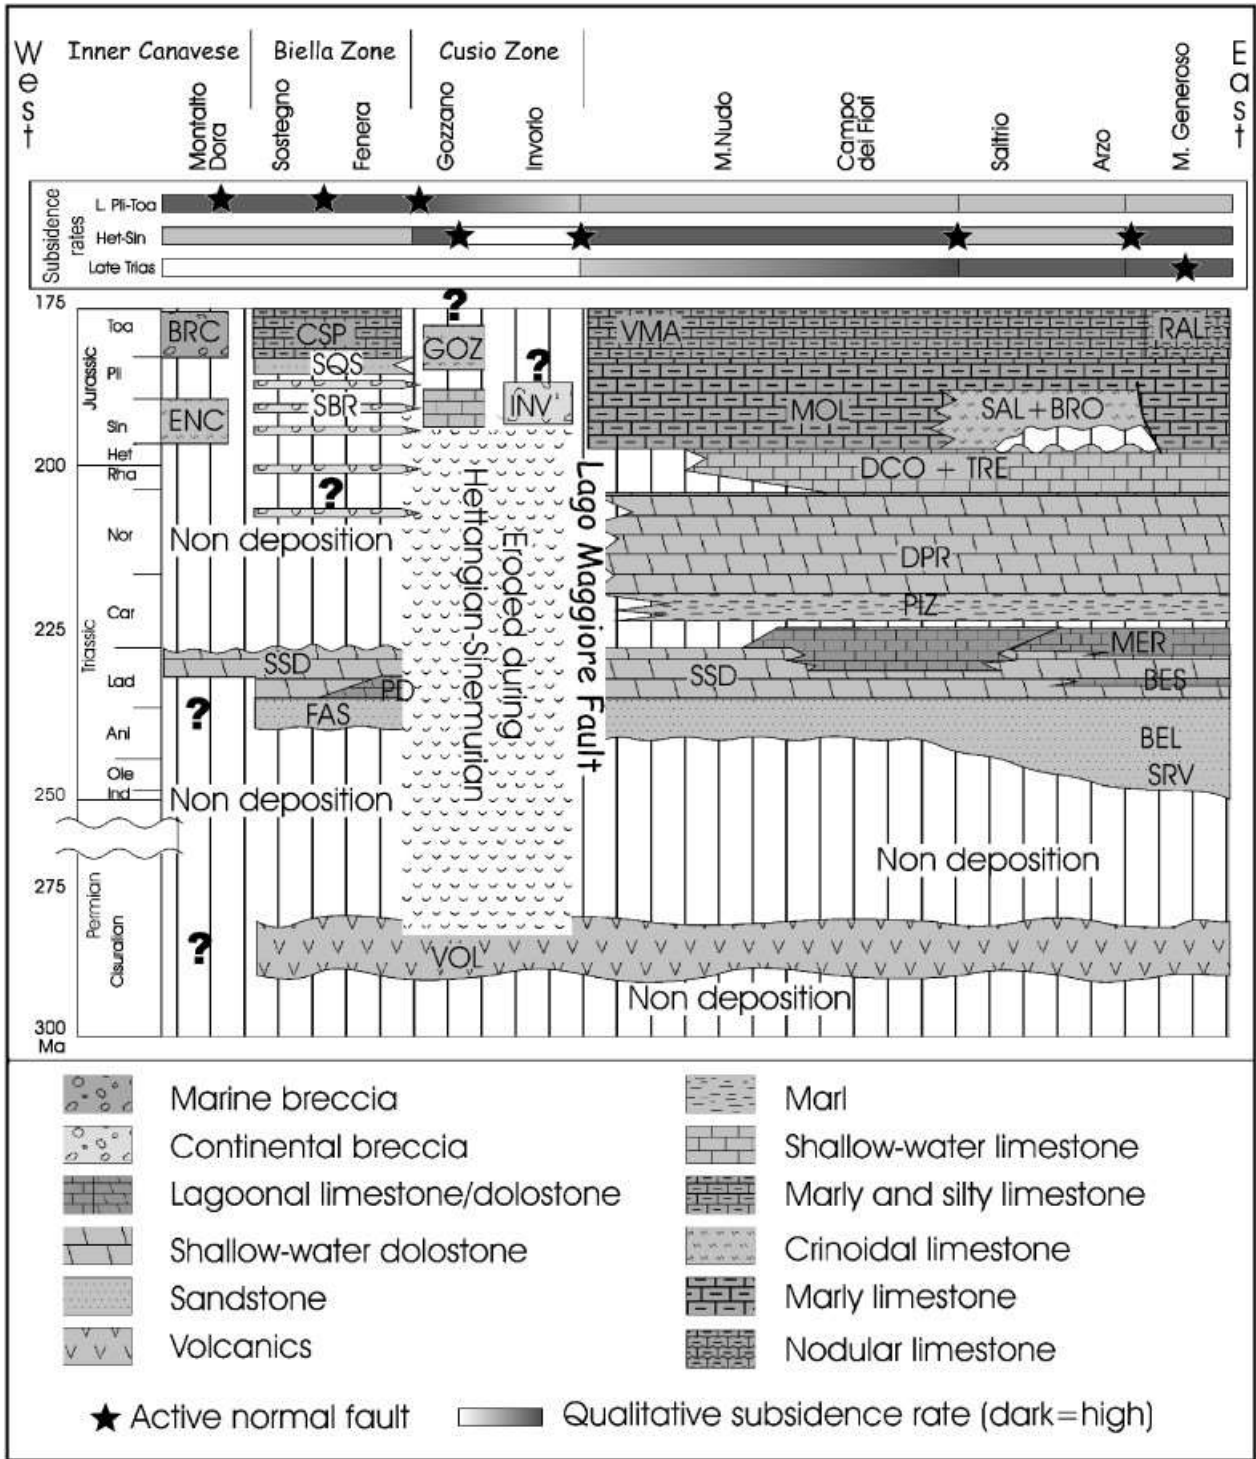 West
Inner Canavese
Biella Zone
Cusio Zone
East
Montalto
Dora
Sostegno
Fenera
Gozzano
Invorio
M.Nudo
Campo
dei Fiori
Saltrio
Arzo
M. Generoso
Subsidence
rates
L. Pli-Toa
Het-Sin
Late Trias
175
200
225
250
275
300
Ma
Jurassic
Triassic
Permian
Toa
Pli
Sin
Het
Rha
Nor
Car
Lad
Ani
Ole
Ind
Cisuralian
BRC
CSP
?
GOZ
VMA
RAL
SQS
?
ENC
SBR
INV
MOL
SAL+BRO
DCO + TRE
?
Non deposition
DPR
PIZ
MER
SSD
PD
SSD
BES
?
FAS
BEL
SRV
Eroded during
Hettangian-Sinemurian
Lago Maggiore Fault
Non deposition
Non deposition
?
VOL
Non deposition
Marine breccia
Continental breccia
Lagoonal limestone/dolostone
Shallow-water dolostone
Sandstone
Volcanics
Marl
Shallow-water limestone
Marly and silty limestone
Crinoidal limestone
Marly limestone
Nodular limestone
Active normal fault
Qualitative subsidence rate (dark=high)